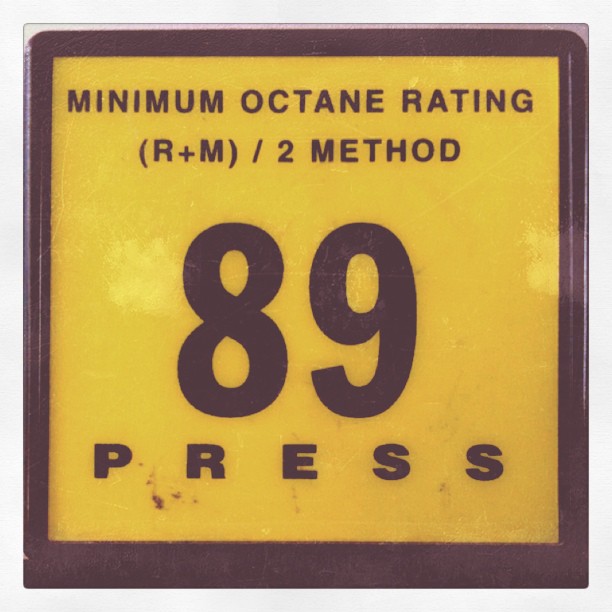 MINIMUM OCTANE RATING
(R+M) / 2 METHOD
89
PRESS